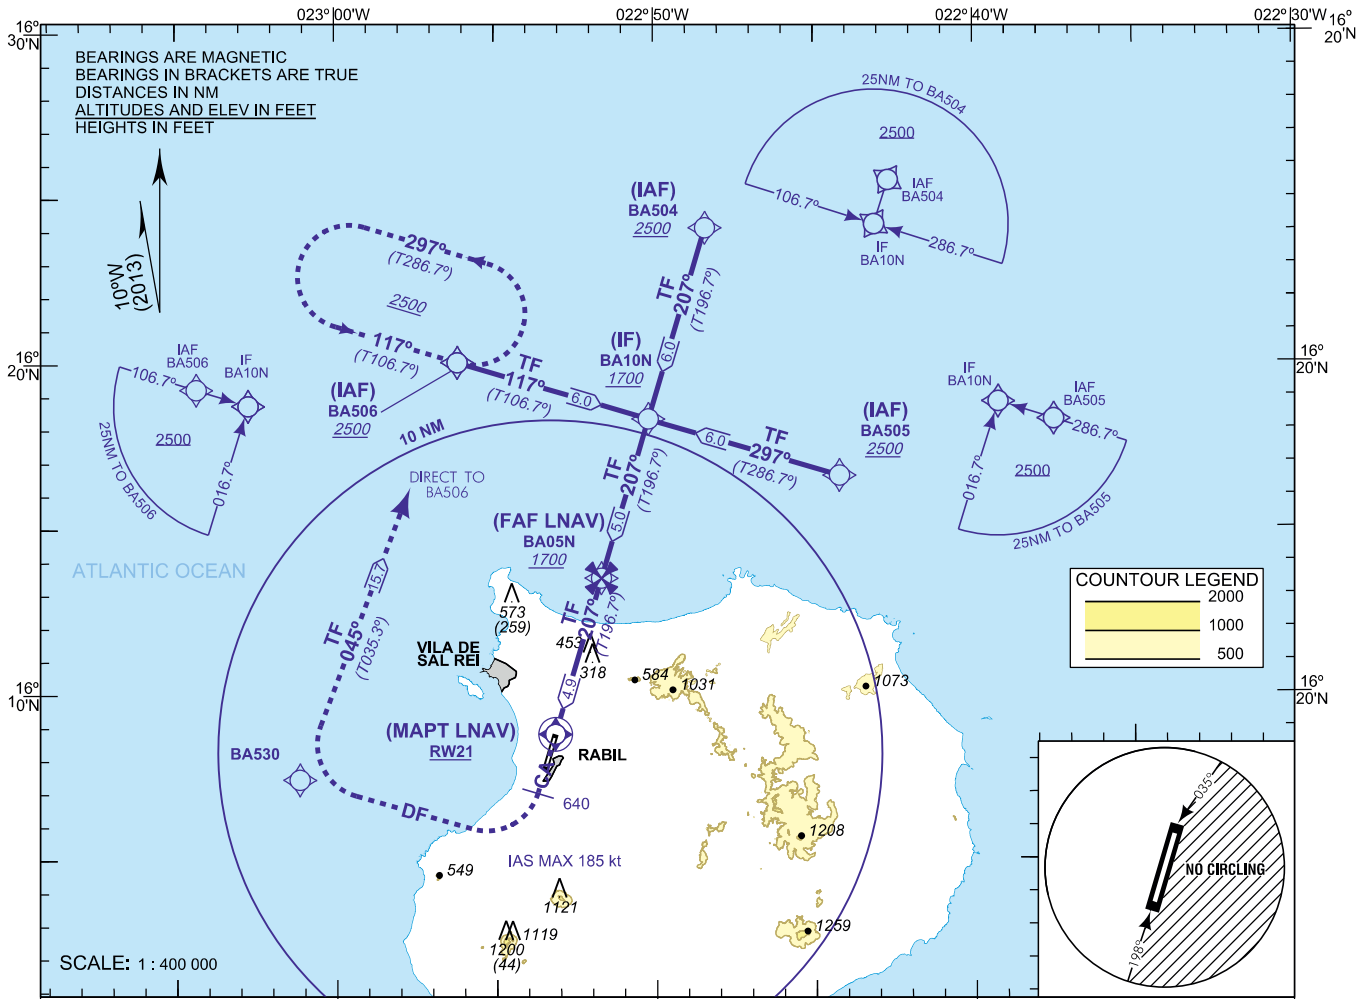 023°00'W
022°50'W
022°40'W
022°30'W
16°
20'N
30'N
BEARINGS ARE MAGNETIC
BEARINGS IN BRACKETS ARE TRUE
DISTANCES IN NM
ALTITUDES AND ELEV IN FEET
HEIGHTS IN FEET
10°W
(2013)
25NM TO BA504
2500
IAF
BA504
106.7°
286.7°
IF
BA10N
(IAF)
BA504
2500
TF
207°
(T196.7°)
6.0
297°
(T286.7°)
2500
117°
(T106.7°)
(IF)
BA10N
1700
16°
20'N
16°
20'N
IAF
BA506
IF
BA10N
106.7°
2500
016.7°
25NM TO BA506
(IAF)
BA506
2500
TF
117°
(T106.7°)
6.0
(IAF)
BA505
2500
6.0
TF
297°
(T286.7°)
IF
BA10N
IAF
BA505
286.7°
016.7°
2500
25NM TO BA505
10 NM
DIRECT TO
BA506
TF
207°
(T196.7°)
5.0
(FAF LNAV)
BA05N
1700
ATLANTIC OCEAN
15.7
TF
045°
(T035.3°)
COUNTOUR LEGEND
2000
1000
500
573
(259)
TF
207°
(T196.7°)
4.9
453
318
VILA DE
SAL REI
584
1031
1073
16°
10'N
16°
20'N
(MAPT LNAV)
RW21
RABIL
BA530
CA
640
DF
IAS MAX 185 kt
549
1121
1119
1200
(44)
1208
1259
035°
NO CIRCLING
198°
SCALE: 1 : 400 000